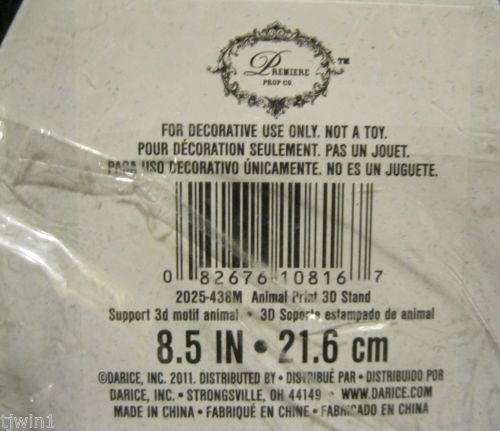 PREMIERE ™
PROP CO.
FOR DECORATIVE USE ONLY. NOT A TOY.
POUR DÉCORATION SEULEMENT. PAS UN JOUET.
PARA USO DECORATIVO ÚNICAMENTE. NO ES UN JUGUETE.
0 82676 10816 7
2025-438M Animal Print 3D Stand
Support 3d motif animal • 3D Soporte estampado de animal
8.5 IN • 21.6 cm
©DARICE, INC. 2011. DISTRIBUTED BY • DISTRIBUÉ PAR • DISTRIBUIDO POR
DARICE, INC. • STRONGSVILLE, OH 44149 • WWW.DARICE.COM
MADE IN CHINA • FABRIQUÉ EN CHINE • FABRICADO EN CHINA
tjwin1